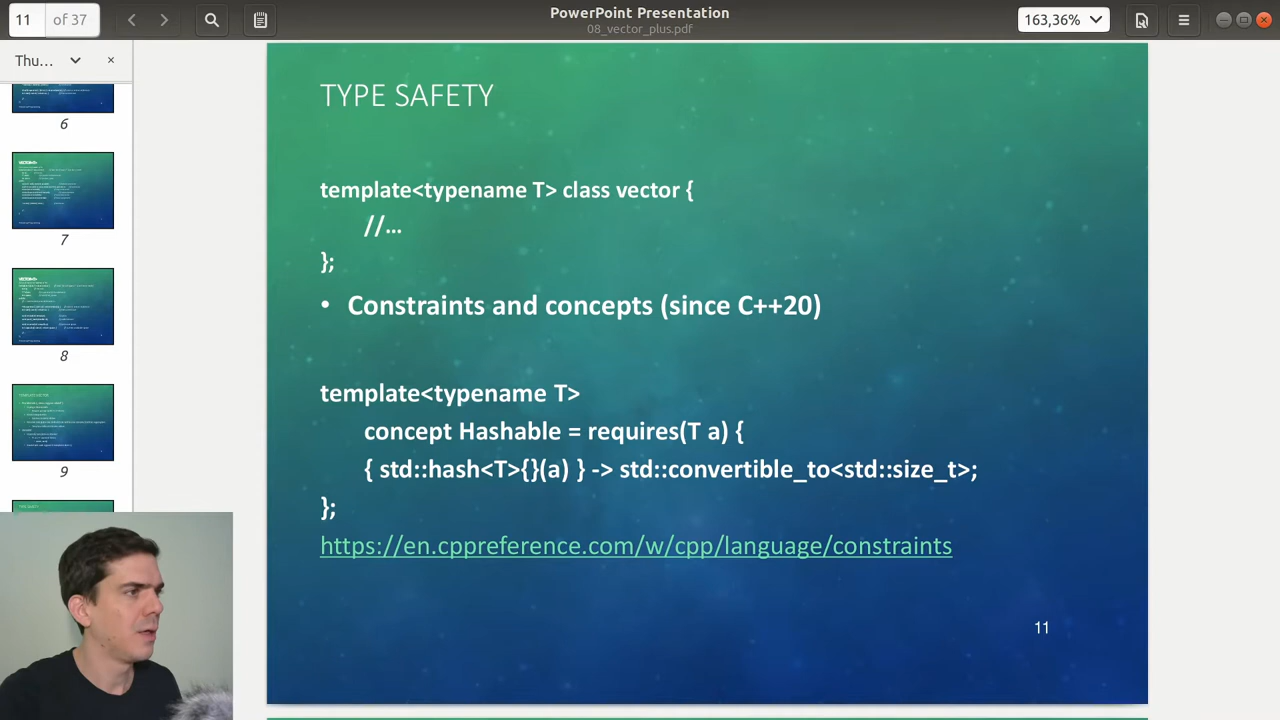 11
of 37
PowerPoint Presentation
08_vector_plus.pdf
163,36%
Thu...
6
7
8
9
TYPE SAFETY
template<typename T> class vector {
//…
};
• Constraints and concepts (since C++20)
template<typename T>
concept Hashable = requires(T a) {
{ std::hash<T>{}(a) } -> std::convertible_to<std::size_t>;
};
https://en.cppreference.com/w/cpp/language/constraints
11